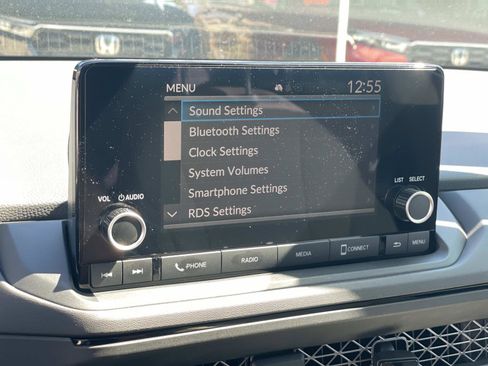 MENU 12:55
Sound Settings
Bluetooth Settings
Clock Settings
System Volumes
Smartphone Settings
RDS Settings
VOL AUDIO
LIST SELECT
PHONE RADIO MEDIA CONNECT MENU